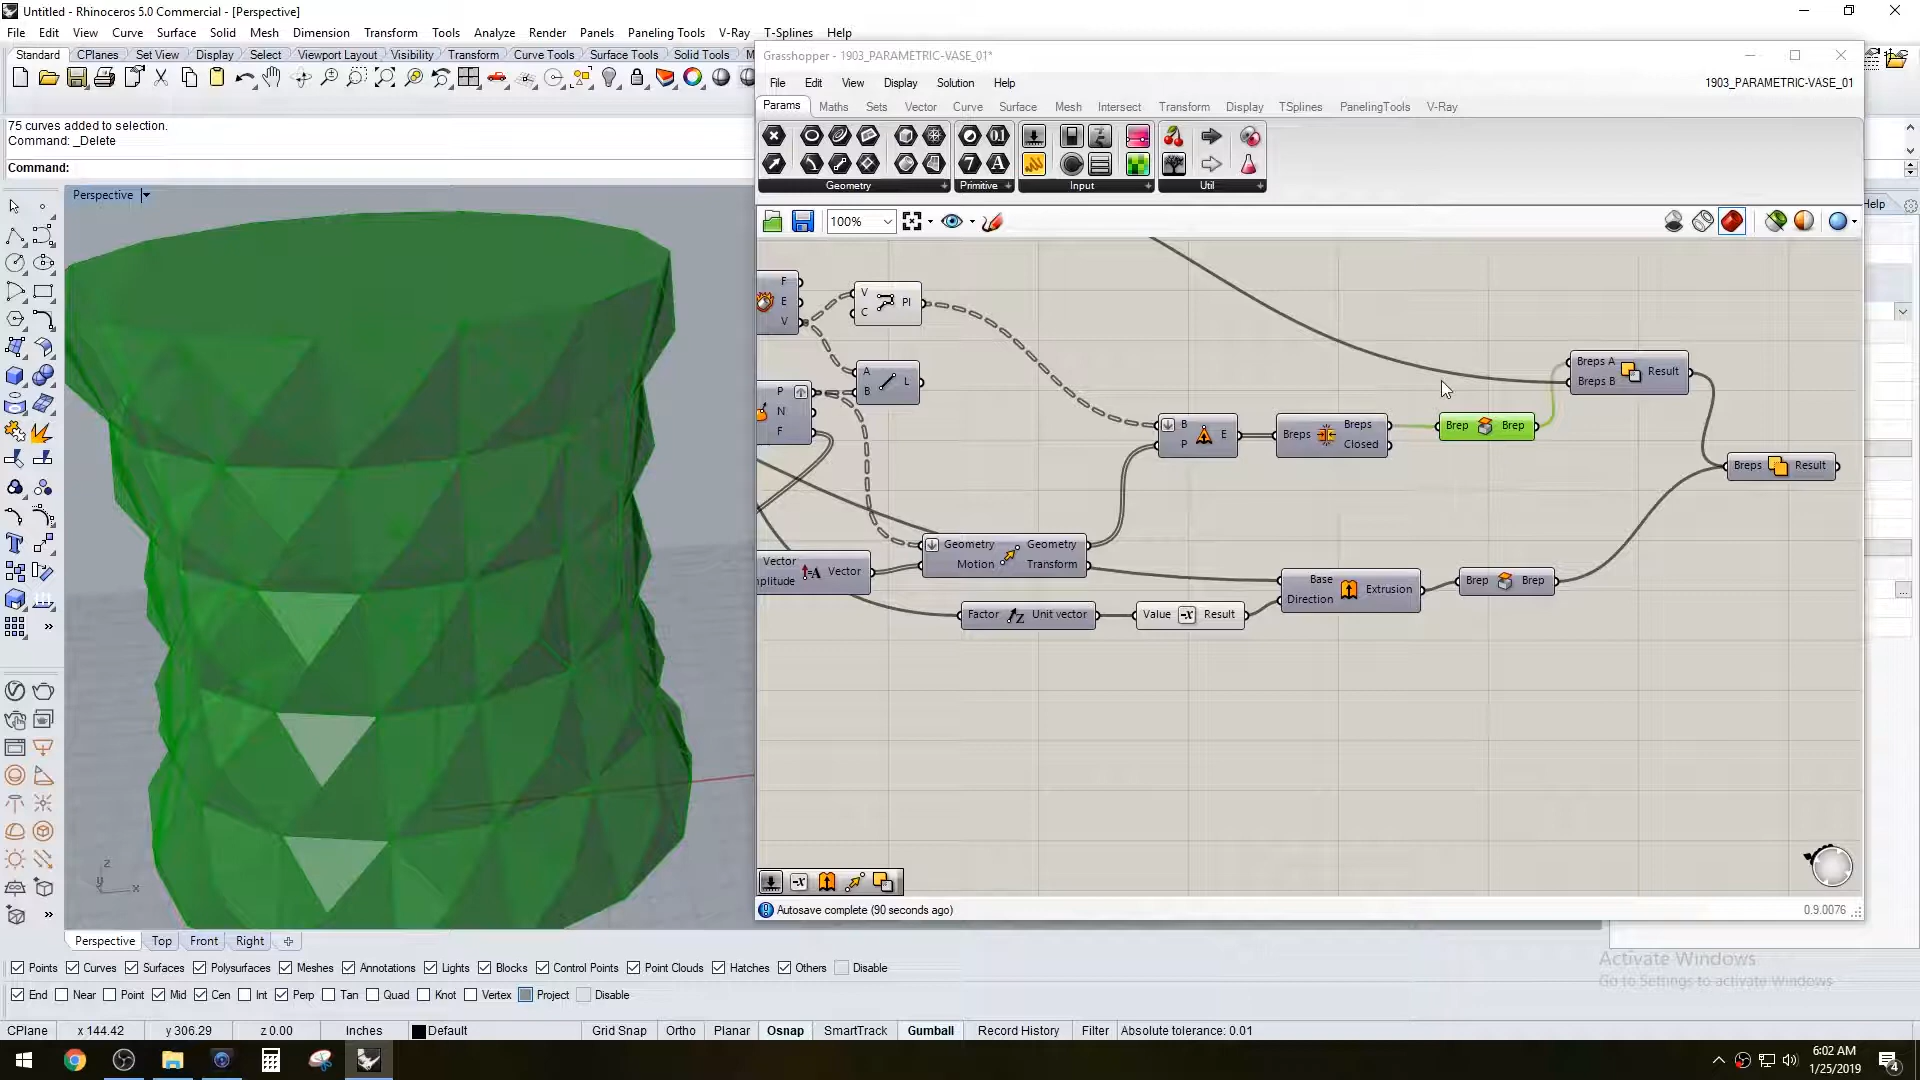 Untitled - Rhinoceros 5.0 Commercial - [Perspective]
File Edit View Curve Surface Solid Mesh Dimension Transform Tools Analyze Render Panels Paneling Tools V-Ray T-Splines Help
Standard CPlanes Set View Display Select Viewport Layout Visibility Transform Curve Tools Surface Tools Solid Tools M
75 curves added to selection.
Command: _Delete
Command:
Perspective
Grasshopper - 1903_PARAMETRIC-VASE_01*
File Edit View Display Solution Help
1903_PARAMETRIC-VASE_01
Params Maths Sets Vector Curve Surface Mesh Intersect Transform Display TSplines PanelingTools V-Ray
Geometry Primitive Input Util
100%
Help
F
E
V
V
C
Pl
A
B
L
P
N
F
B
P
E
Breps
Breps
Closed
Brep Brep
Breps A
Breps B
Result
Breps Result
Geometry
Motion
Geometry
Transform
Vector
mplitude
Vector
Factor Unit vector
Value Result
Base
Direction
Extrusion
Brep Brep
z
y
x
Autosave complete (90 seconds ago)
0.9.0076
Perspective Top Front Right
Points Curves Surfaces Polysurfaces Meshes Annotations Lights Blocks Control Points Point Clouds Hatches Others Disable
End Near Point Mid Cen Int Perp Tan Quad Knot Vertex Project Disable
Activate Windows
Go to Settings to activate Windows
CPlane x 144.42 y 306.29 z 0.00 Inches Default Grid Snap Ortho Planar Osnap SmartTrack Gumball Record History Filter Absolute tolerance: 0.01
6:02 AM
1/25/2019
4